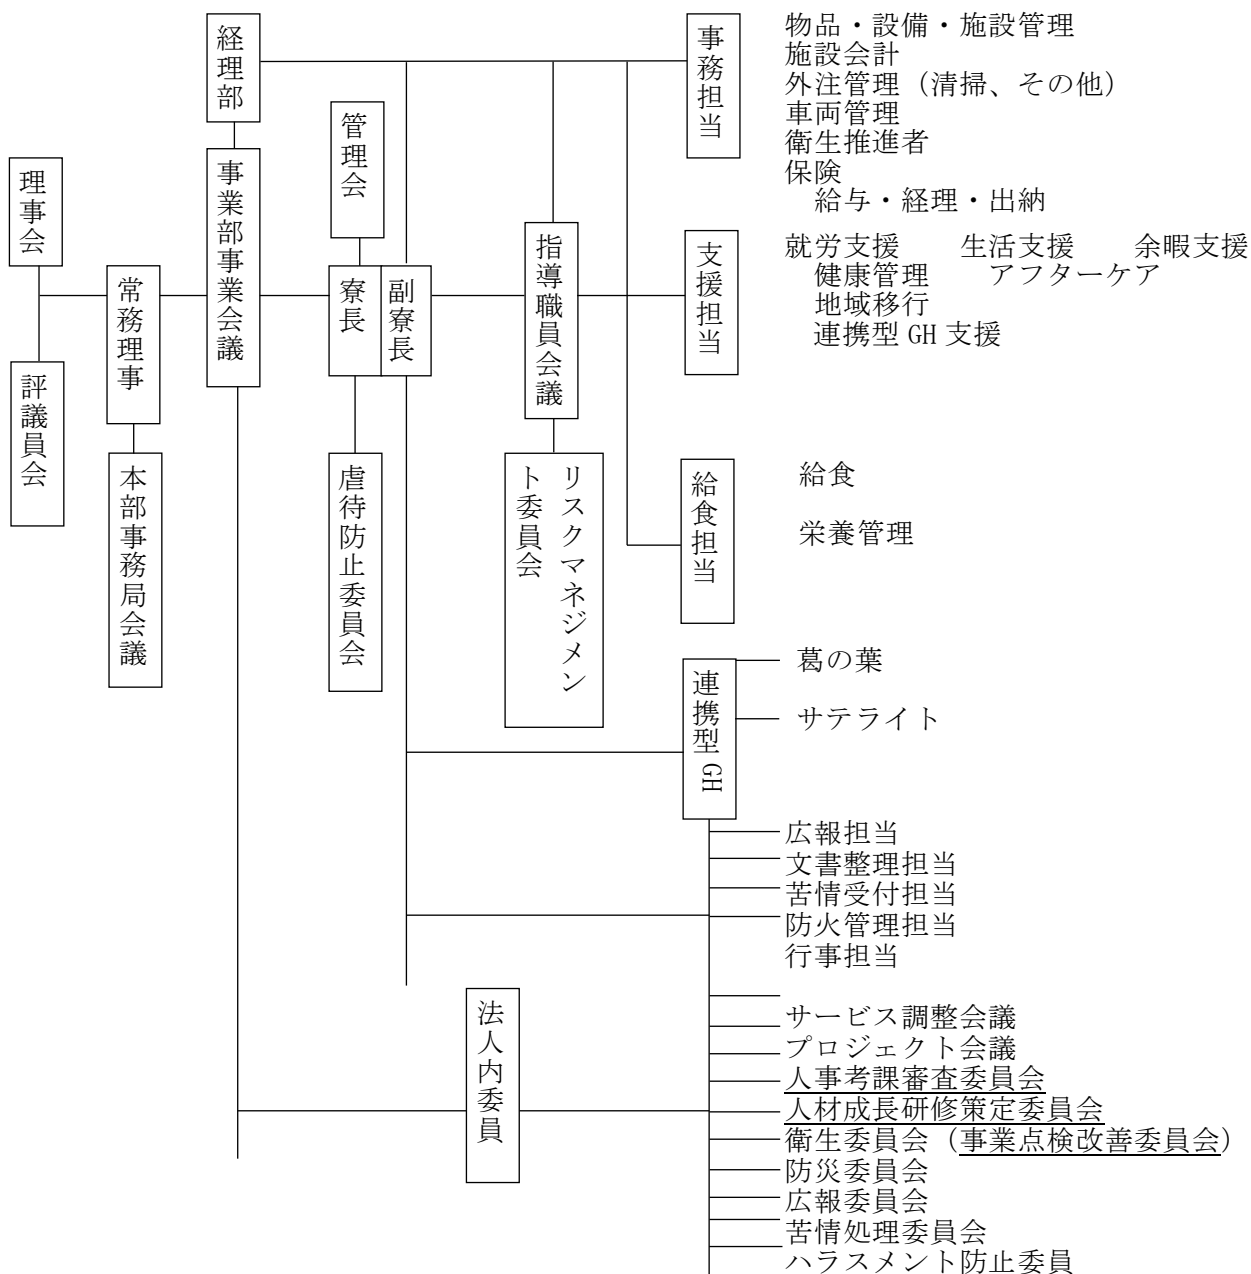 経理部
事務担当
物品・設備・施設管理
施設会計
外注管理（清掃、その他）
車両管理
衛生推進者
保険
給与・経理・出納
管理会
理事会
事業部事業会議
常務理事
評議員会
本部事務局会議
寮長
副寮長
指導職員会議
支援担当
就労支援　生活支援　余暇支援
健康管理　アフターケア
地域移行
連携型 GH 支援
虐待防止委員会
リスクマネジメン
ト委員会
給食担当
給食
栄養管理
連携型 GH
葛の葉
サテライト
広報担当
文書整理担当
苦情受付担当
防火管理担当
行事担当
法人内委員
サービス調整会議
プロジェクト会議
人事考課審査委員会
人材成長研修策定委員会
衛生委員会（事業点検改善委員会）
防災委員会
広報委員会
苦情処理委員会
ハラスメント防止委員